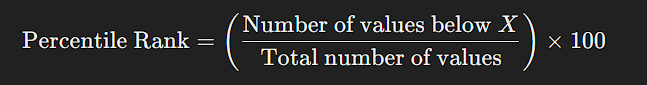 Percentile Rank = (Number of values below X / Total number of values) × 100